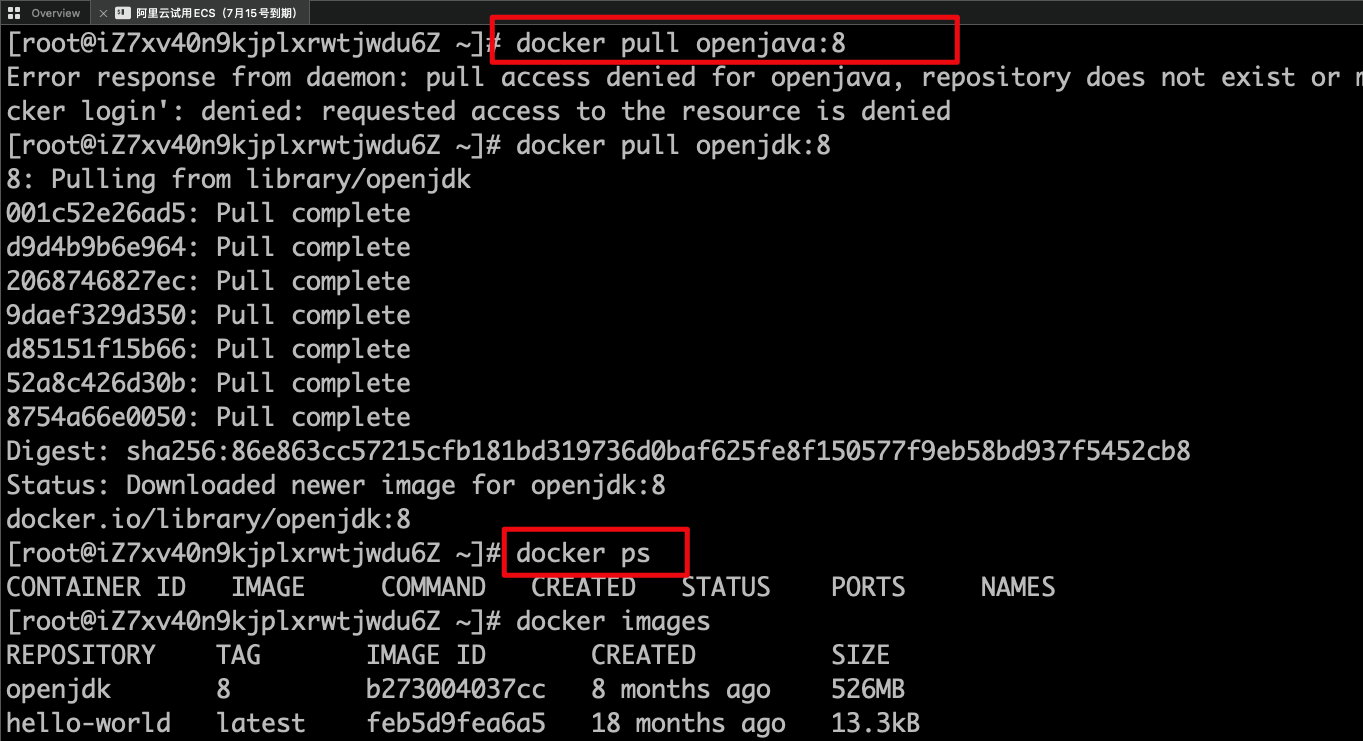 Overview
阿里云试用ECS（7月15号到期）
[root@iZ7xv40n9kjplxrwtjwdu6Z ~]# docker pull openjava:8
Error response from daemon: pull access denied for openjava, repository does not exist or m
cker login': denied: requested access to the resource is denied
[root@iZ7xv40n9kjplxrwtjwdu6Z ~]# docker pull openjdk:8
8: Pulling from library/openjdk
001c52e26ad5: Pull complete
d9d4b9b6e964: Pull complete
2068746827ec: Pull complete
9daef329d350: Pull complete
d85151f15b66: Pull complete
52a8c426d30b: Pull complete
8754a66e0050: Pull complete
Digest: sha256:86e863cc57215cfb181bd319736d0baf625fe8f150577f9eb58bd937f5452cb8
Status: Downloaded newer image for openjdk:8
docker.io/library/openjdk:8
[root@iZ7xv40n9kjplxrwtjwdu6Z ~]# docker ps
CONTAINER ID   IMAGE     COMMAND   CREATED   STATUS    PORTS     NAMES
[root@iZ7xv40n9kjplxrwtjwdu6Z ~]# docker images
REPOSITORY    TAG       IMAGE ID       CREATED         SIZE
openjdk       8         b273004037cc   8 months ago    526MB
hello-world   latest    feb5d9fea6a5   18 months ago   13.3kB